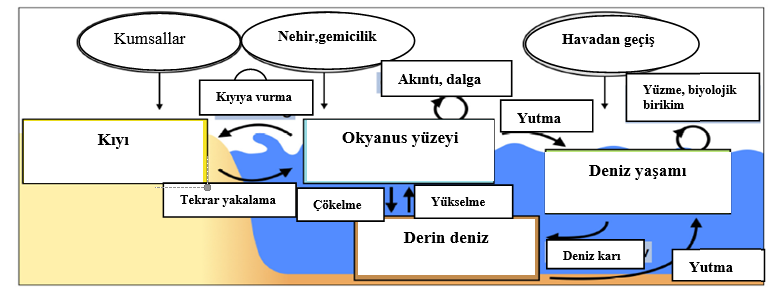 Kumsallar
Nehir,gemicilik
Havadan geçiş
Kıyıya vurma
Akıntı, dalga
Yüzme, biyolojik
birikim
Yutma
Kıyı
Okyanus yüzeyi
Deniz yaşamı
Tekrar yakalama
Çökelme
Yükselme
Derin deniz
Deniz karı
Yutma